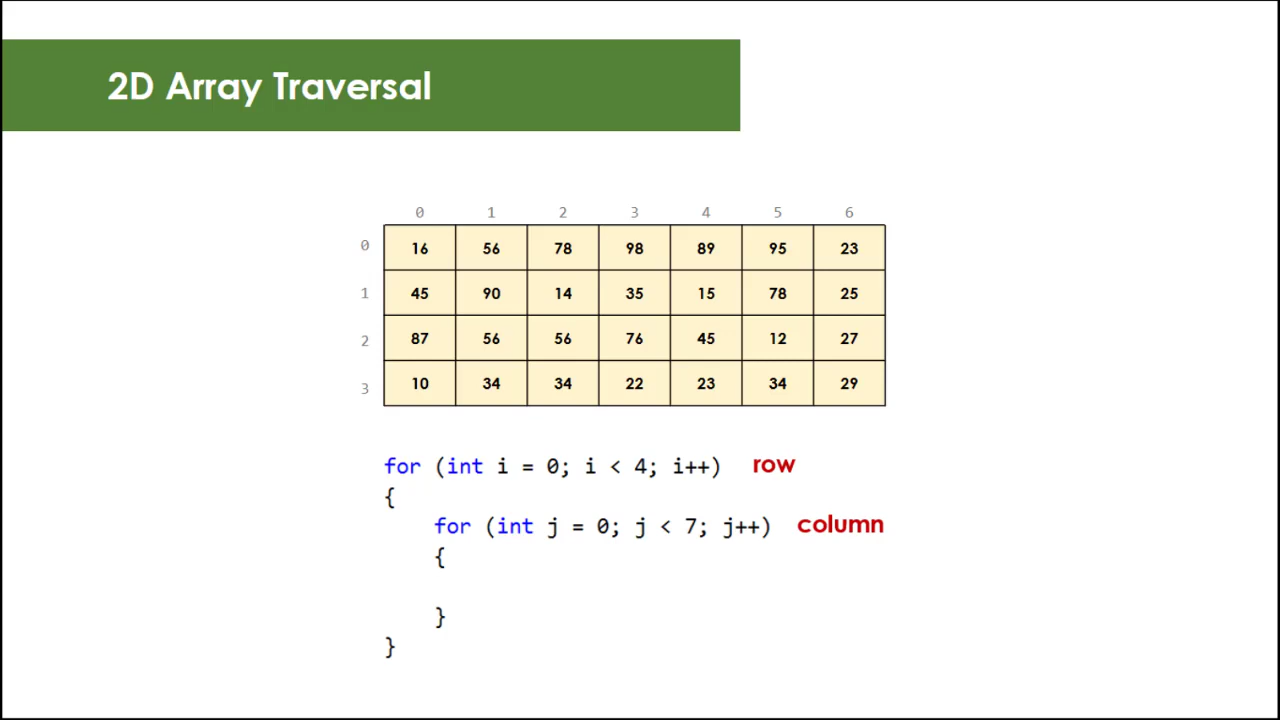 2D Array Traversal
0 1 2 3 4 5 6
0 16 56 78 98 89 95 23
1 45 90 14 35 15 78 25
2 87 56 56 76 45 12 27
3 10 34 34 22 23 34 29
for (int i = 0; i < 4; i++) row
{
for (int j = 0; j < 7; j++) column
{
}
}